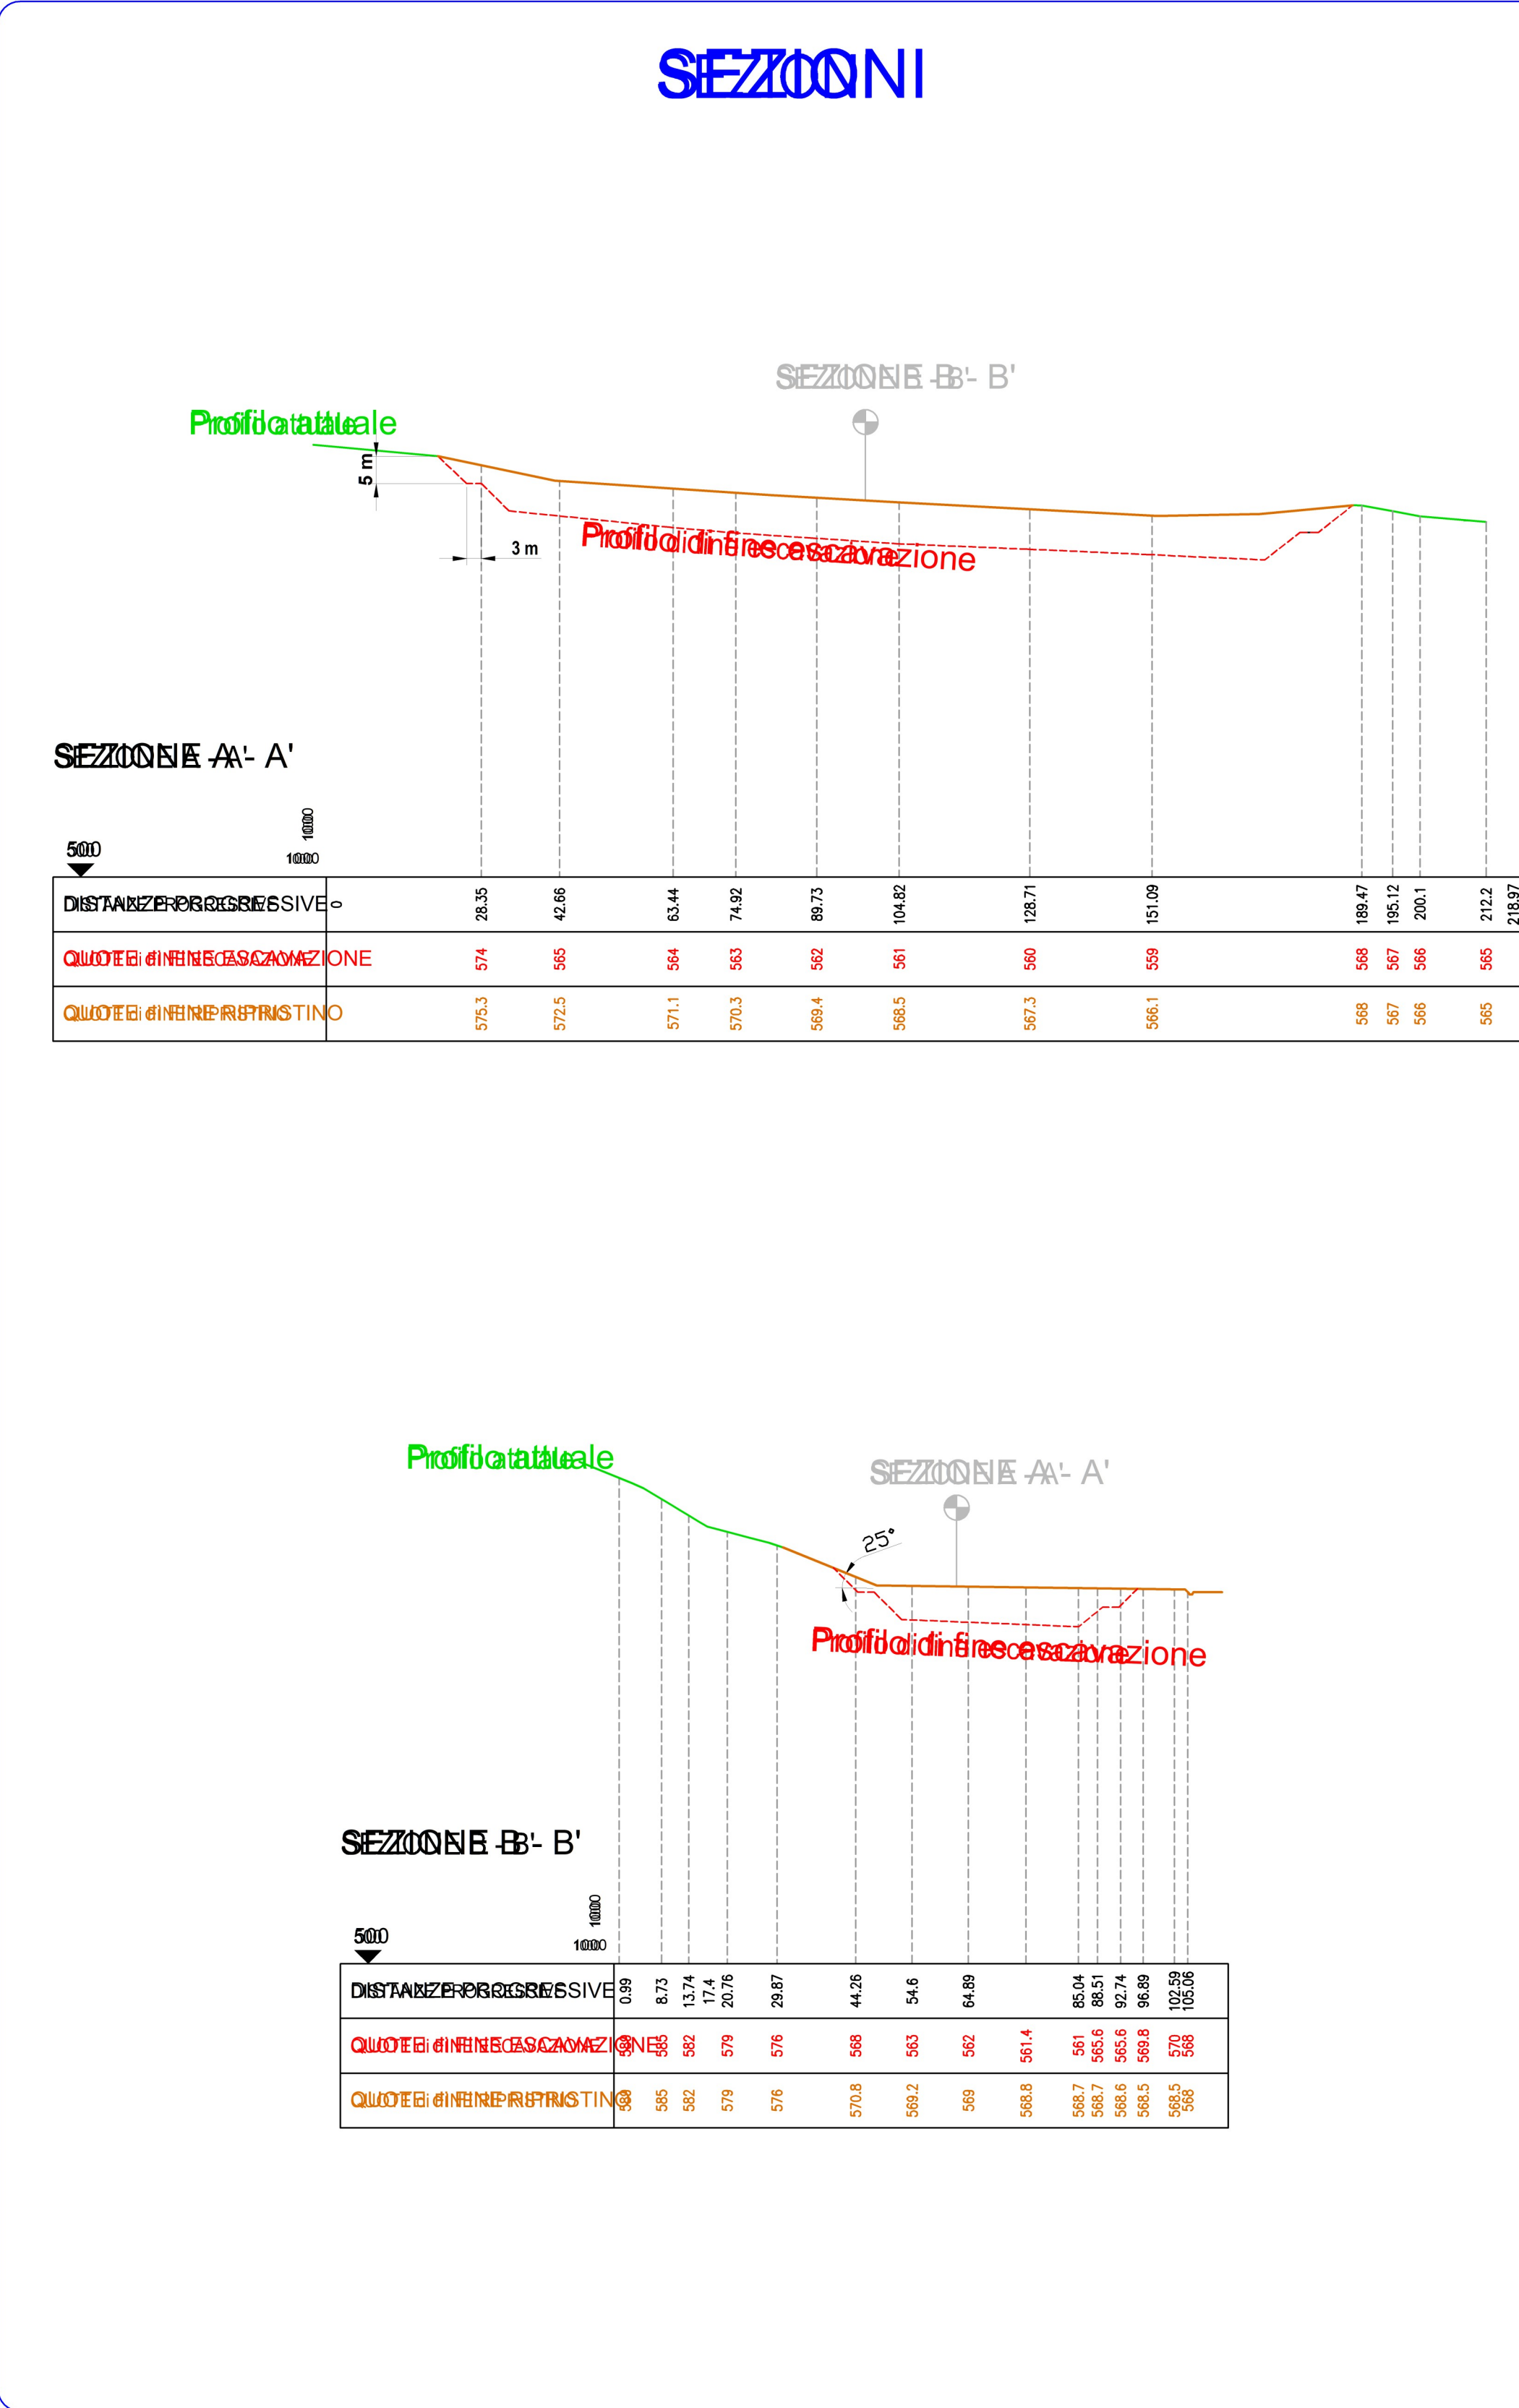 SEZIONI
SEZIONE B - B'
Profilo attuale
5 m
Profilo di fine escavazione
3 m
SEZIONE A - A'
1000
500
1000
DISTANZE PROGRESSIVE 0 28.35 42.66 63.44 74.92 89.73 104.82 128.71 151.09 189.47 195.12 200.1 212.2 218.97
QUOTE di FINE ESCAVAZIONE 574 565 564 563 562 561 560 559 568 567 566 565
QUOTE di FINE RIPRISTINO 575.3 572.5 571.1 570.3 569.4 568.5 567.3 566.1 568 567 566 565
Profilo attuale
SEZIONE A - A'
25°
Profilo di fine escavazione
SEZIONE B - B'
1000
500
1000
DISTANZE PROGRESSIVE 0.99 8.73 13.74 17.4 20.76 29.87 44.26 54.6 64.89 85.04 88.51 92.74 96.89 102.59 105.06
QUOTE di FINE ESCAVAZIONE 585 582 579 576 568 563 562 561.4 561 565.6 565.6 569.8 570 568
QUOTE di FINE RIPRISTINO 585 582 579 576 570.8 569.2 569 568.8 568.7 568.7 568.6 568.5 568.5 568